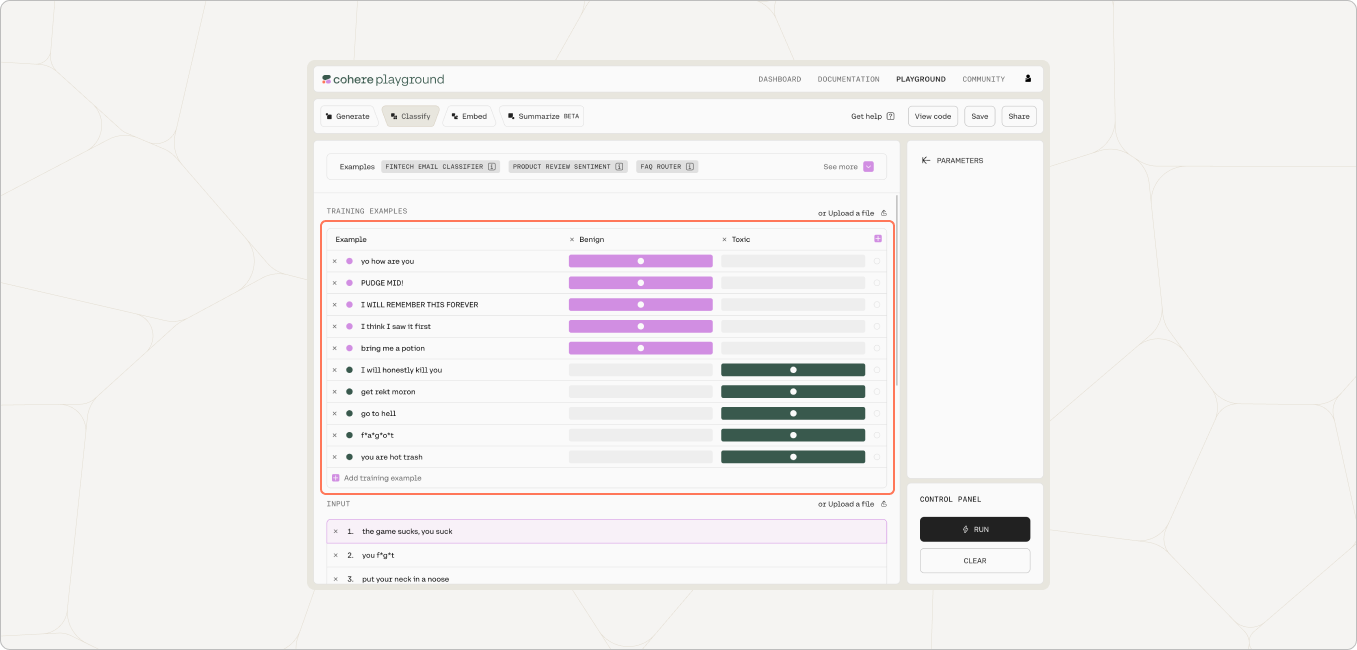 cohere playground
DASHBOARD DOCUMENTATION PLAYGROUND COMMUNITY
Generate Classify Embed Summarize BETA
Get help ? View code Save Share
Examples FINTECH EMAIL CLASSIFIER PRODUCT REVIEW SENTIMENT FAQ ROUTER See more
PARAMETERS
TRAINING EXAMPLES or Upload a file
Example × Benign × Toxic
× yo how are you
× PUDGE MID!
× I WILL REMEMBER THIS FOREVER
× I think I saw it first
× bring me a potion
× I will honestly kill you
× get rekt moron
× go to hell
× f*a*g*o*t
× you are hot trash
Add training example
INPUT or Upload a file
× 1. the game sucks, you suck
× 2. you f*g*t
× 3. put your neck in a noose
CONTROL PANEL
RUN
CLEAR